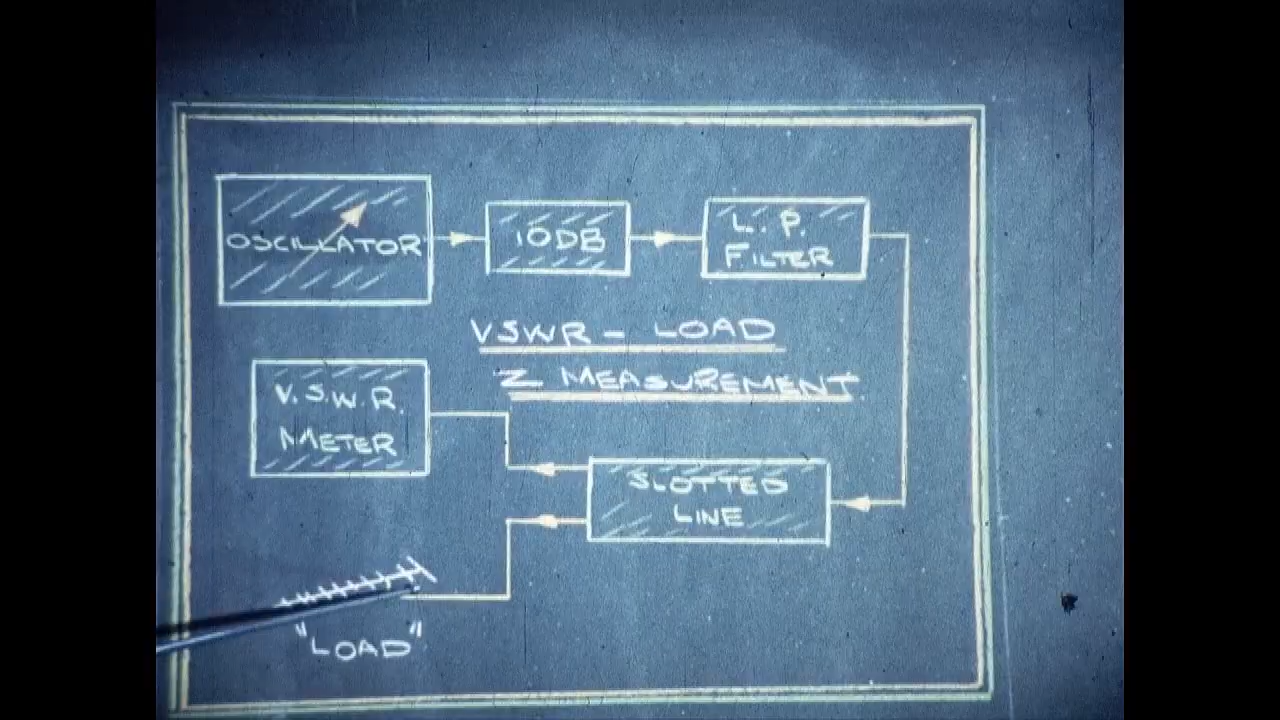 OSCILLATOR
10DB
L. P.
FILTER
VSWR – LOAD
Z MEASUREMENT
V.S.W.R.
METER
SLOTTED
LINE
"LOAD"